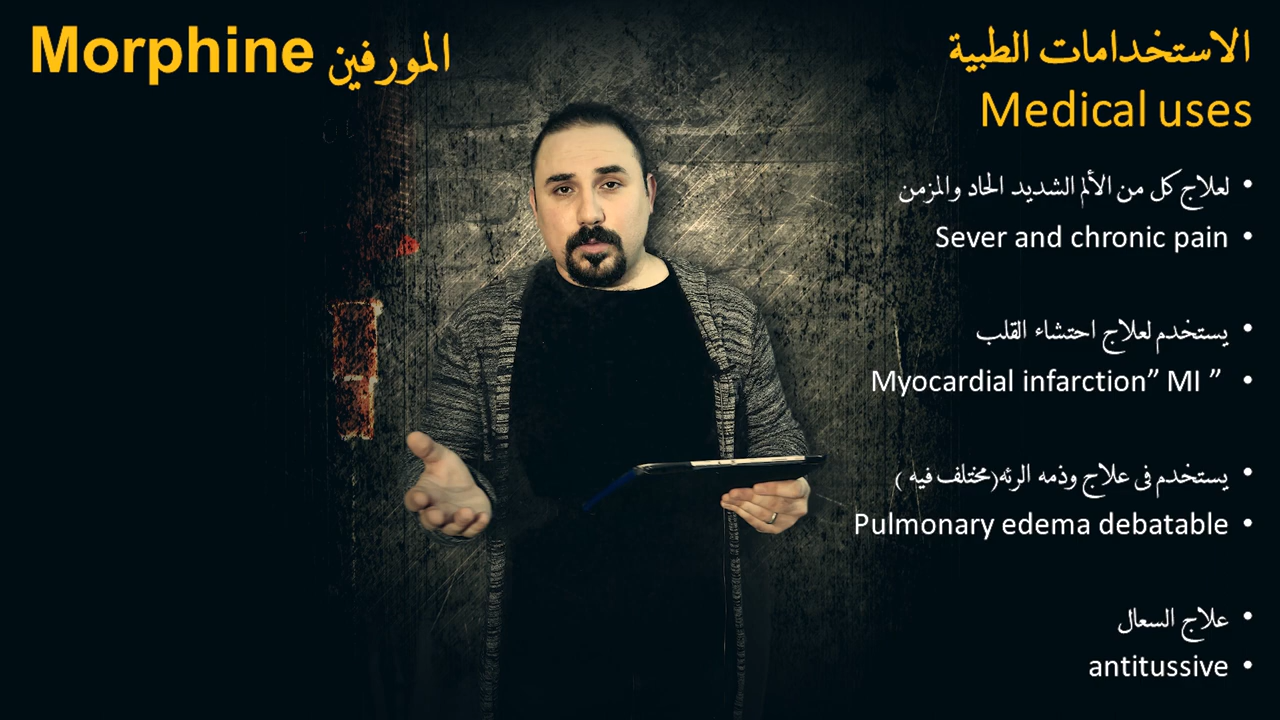 Morphine المورفين
الاستخدامات الطبية
Medical uses
• لعلاج كل من الألم الشديد الحاد والمزمن
• Sever and chronic pain
• يستخدم لعلاج احتشاء القلب
• Myocardial infarction” MI ”
• يستخدم فى علاج وذمه الرئه(مختلف فيه )
• Pulmonary edema debatable
• علاج السعال
• antitussive